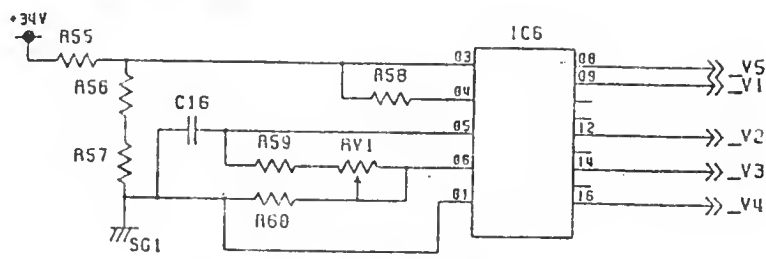 +34V
R55
IC6
03
08
_V5
R56
R58
09
_V1
04
C16
05
12
_V2
R57
R59
RV1
06
14
_V3
R60
01
16
_V4
SG1